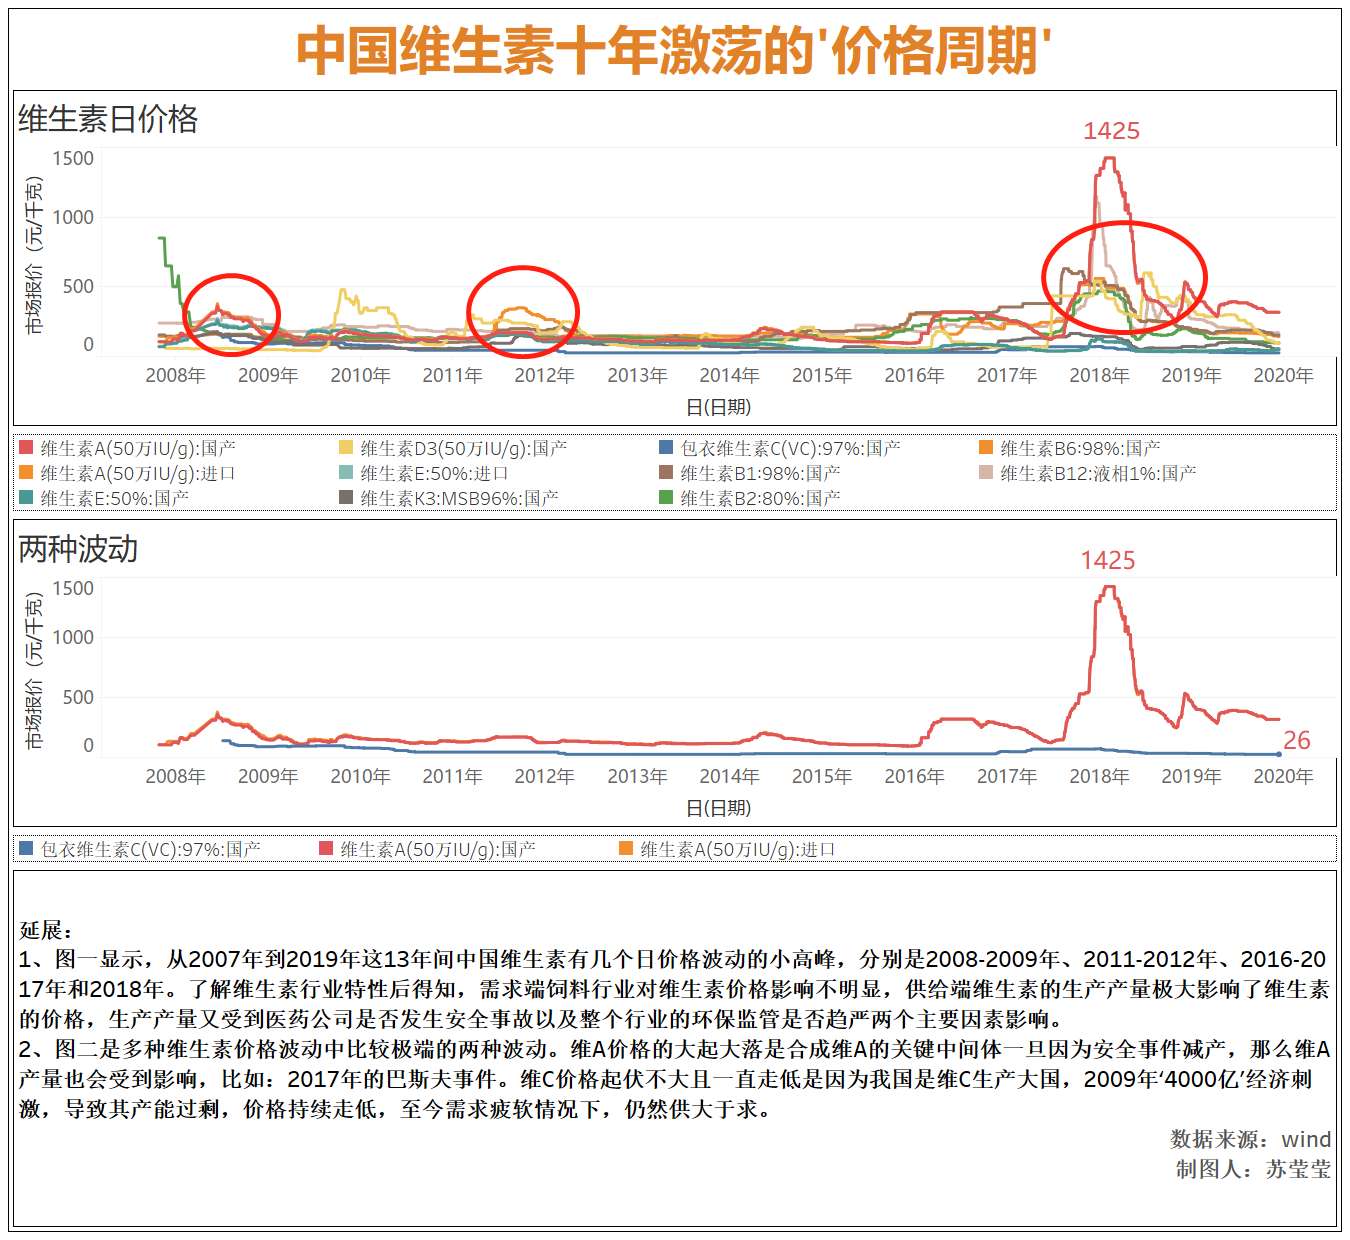 中国维生素十年激荡的'价格周期'
维生素日价格
1425
市场报价（元/千克）
1500
1000
500
0
2008年 2009年 2010年 2011年 2012年 2013年 2014年 2015年 2016年 2017年 2018年 2019年 2020年
日(日期)
维生素A(50万IU/g):国产 维生素D3(50万IU/g):国产 包衣维生素C(VC):97%:国产 维生素B6:98%:国产
维生素A(50万IU/g):进口 维生素E:50%:进口 维生素B1:98%:国产 维生素B12:液相1%:国产
维生素E:50%:国产 维生素K3:MSB96%:国产 维生素B2:80%:国产
两种波动
1425
市场报价（元/千克）
1500
1000
500
0
26
2008年 2009年 2010年 2011年 2012年 2013年 2014年 2015年 2016年 2017年 2018年 2019年 2020年
日(日期)
包衣维生素C(VC):97%:国产 维生素A(50万IU/g):国产 维生素A(50万IU/g):进口
延展：
1、图一显示，从2007年到2019年这13年间中国维生素有几个日价格波动的小高峰，分别是2008-2009年、2011-2012年、2016-20
17年和2018年。了解维生素行业特性后得知，需求端饲料行业对维生素价格影响不明显，供给端维生素的生产产量极大影响了维生素
的价格，生产产量又受到医药公司是否发生安全事故以及整个行业的环保监管是否趋严两个主要因素影响。
2、图二是多种维生素价格波动中比较极端的两种波动。维A价格的大起大落是合成维A的关键中间体一旦因为安全事件减产，那么维A
产量也会受到影响，比如：2017年的巴斯夫事件。维C价格起伏不大且一直走低是因为我国是维C生产大国，2009年‘4000亿’经济刺
激，导致其产能过剩，价格持续走低，至今需求疲软情况下，仍然供大于求。
数据来源：wind
制图人：苏莹莹